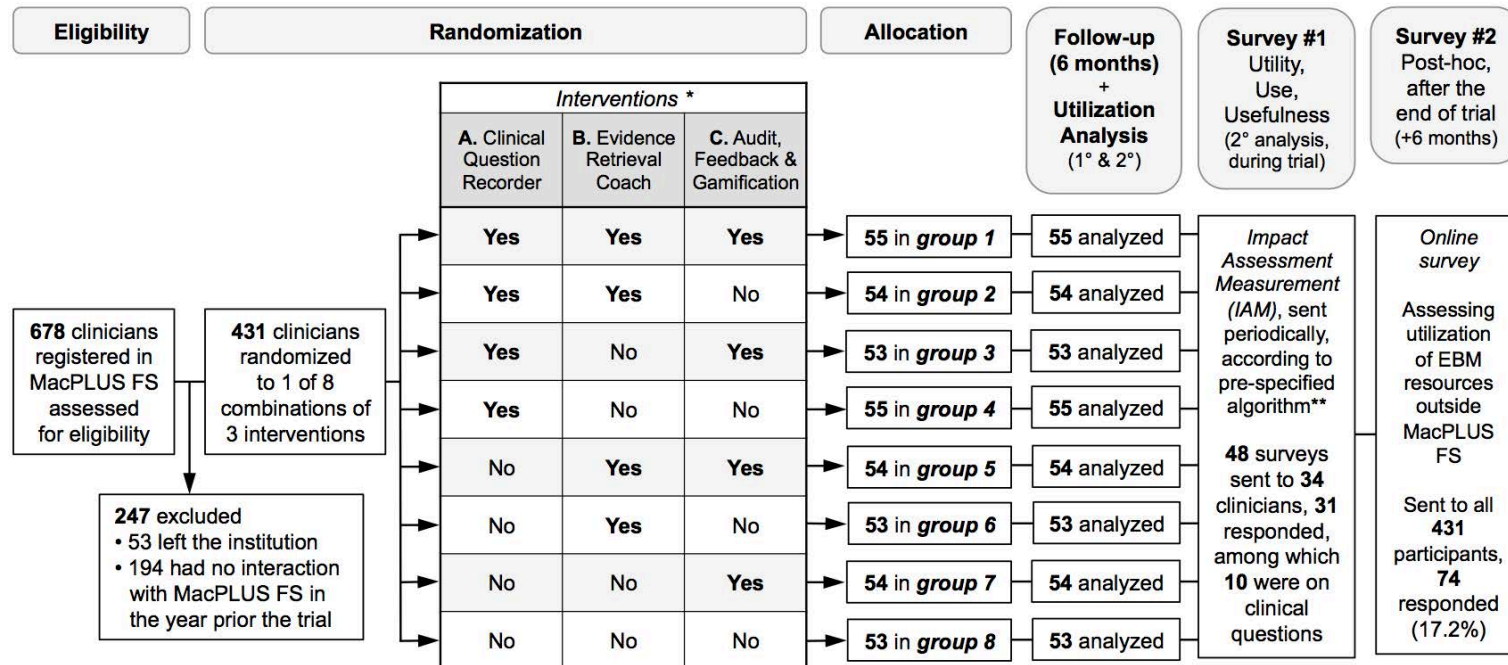 Eligibility
Randomization
Allocation
Follow-up
(6 months)
+
Utilization
Analysis
(1° & 2°)
Survey #1
Utility,
Use,
Usefulness
(2° analysis,
during trial)
Survey #2
Post-hoc,
after the
end of trial
(+6 months)
678 clinicians
registered in
MacPLUS FS
assessed
for eligibility
247 excluded
• 53 left the institution
• 194 had no interaction
with MacPLUS FS in
the year prior the trial
431 clinicians
randomized
to 1 of 8
combinations of
3 interventions
Interventions *
A. Clinical
Question
Recorder
B. Evidence
Retrieval
Coach
C. Audit,
Feedback &
Gamification
Yes Yes Yes
55 in group 1
55 analyzed
Yes Yes No
54 in group 2
54 analyzed
Yes No Yes
53 in group 3
53 analyzed
Yes No No
55 in group 4
55 analyzed
No Yes Yes
54 in group 5
54 analyzed
No Yes No
53 in group 6
53 analyzed
No No Yes
54 in group 7
54 analyzed
No No No
53 in group 8
53 analyzed
Impact
Assessment
Measurement
(IAM), sent
periodically,
according to
pre-specified
algorithm**
48 surveys
sent to 34
clinicians, 31
responded,
among which
10 were on
clinical
questions
Online
survey
Assessing
utilization
of EBM
resources
outside
MacPLUS
FS
Sent to all
431
participants,
74
responded
(17.2%)